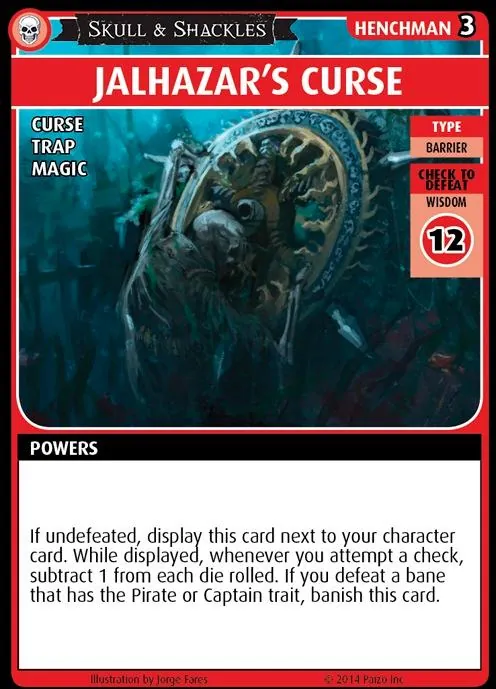 SKULL & SHACKLES
HENCHMAN 3
JALHAZAR'S CURSE
CURSE
TRAP
MAGIC
TYPE
BARRIER
CHECK TO
DEFEAT
WISDOM
12
POWERS
If undefeated, display this card next to your character
card. While displayed, whenever you attempt a check,
subtract 1 from each die rolled. If you defeat a bane
that has the Pirate or Captain trait, banish this card.
Illustration by Jorge Fares
© 2014 Paizo Inc